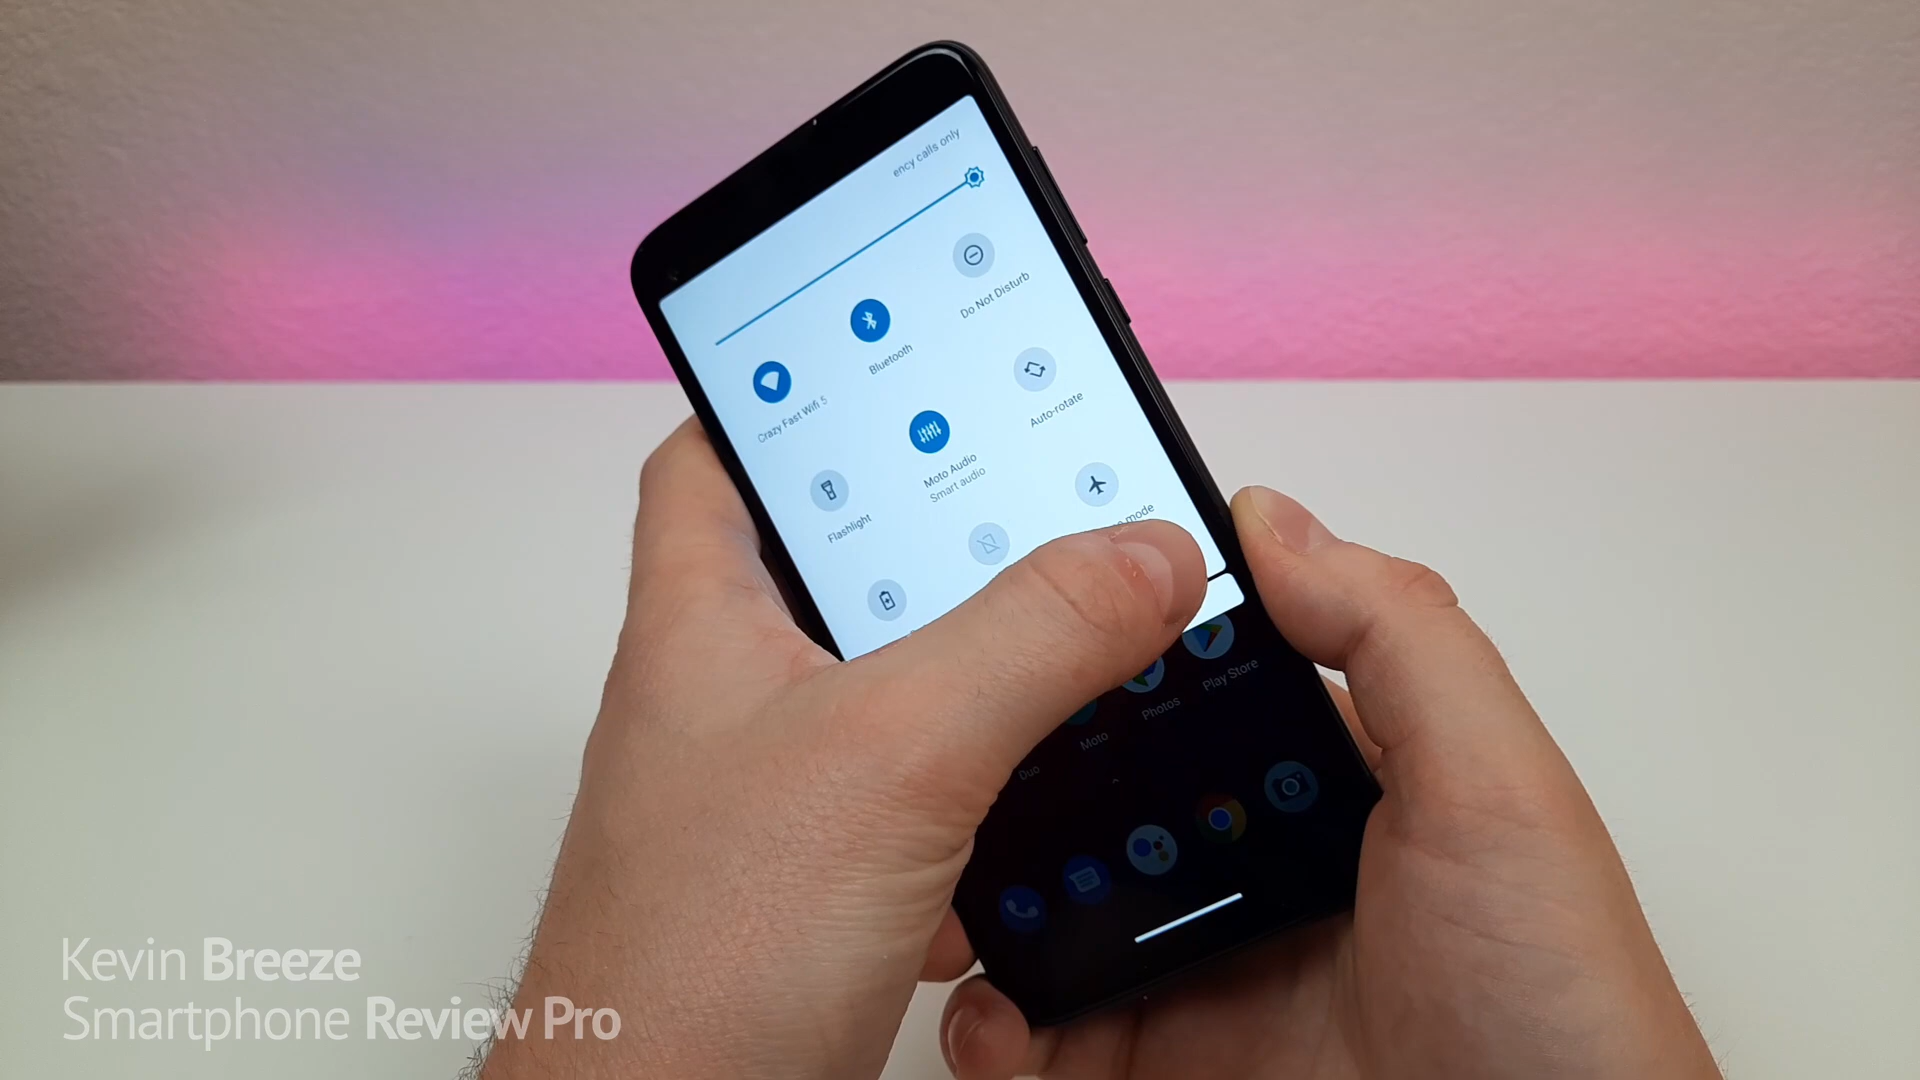 ency calls only
Crazy Fast Wifi 5
Bluetooth
Do Not Disturb
Flashlight
Moto Audio
Smart audio
Auto-rotate
mode
Duo
Moto
Photos
Play Store
Kevin Breeze
Smartphone Review Pro